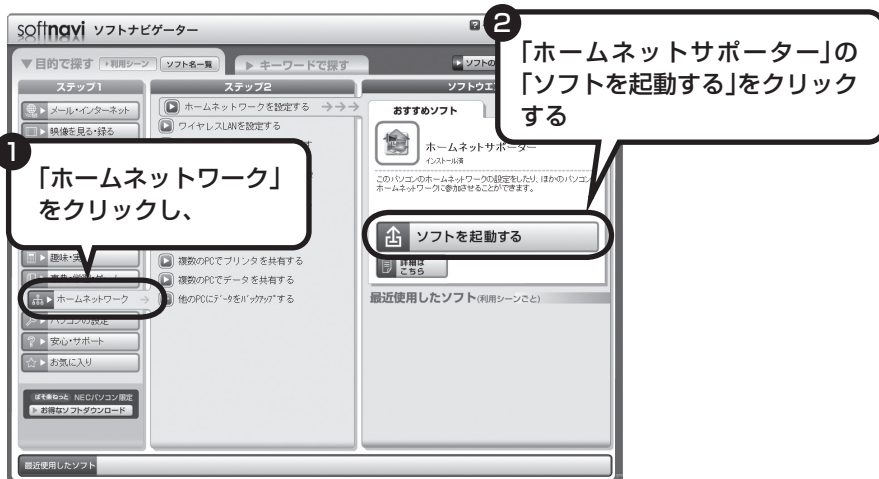 softnavi ソフトナビゲーター
▼目的で探す ▶利用シーン ソフト名一覧 ▶ キーワードで探す
ステップ1
メール・インターネット
映像を見る・録る
ホームネットワーク
パソコンの設定
安心・サポート
お気に入り
ぱそ楽ねっと NECパソコン限定
▶ お得なソフトダウンロード
ステップ2
ホームネットワークを設定する →→→
ワイヤレスLANを設定する
複数のPCでプリンタを共有する
複数のPCでデータを共有する
他のPCにデータをバックアップする
おすすめソフト
ホームネットサポーター
インストール済
このパソコンのホームネットワークの設定をしたり、ほかのパソコン
ホームネットワークに参加させることができます。
ソフトを起動する
詳細は
こちら
最近使用したソフト(利用シーンごと)
最近使用したソフト
1
「ホームネットワーク」
をクリックし、
2
「ホームネットサポーター」の
「ソフトを起動する」をクリック
する